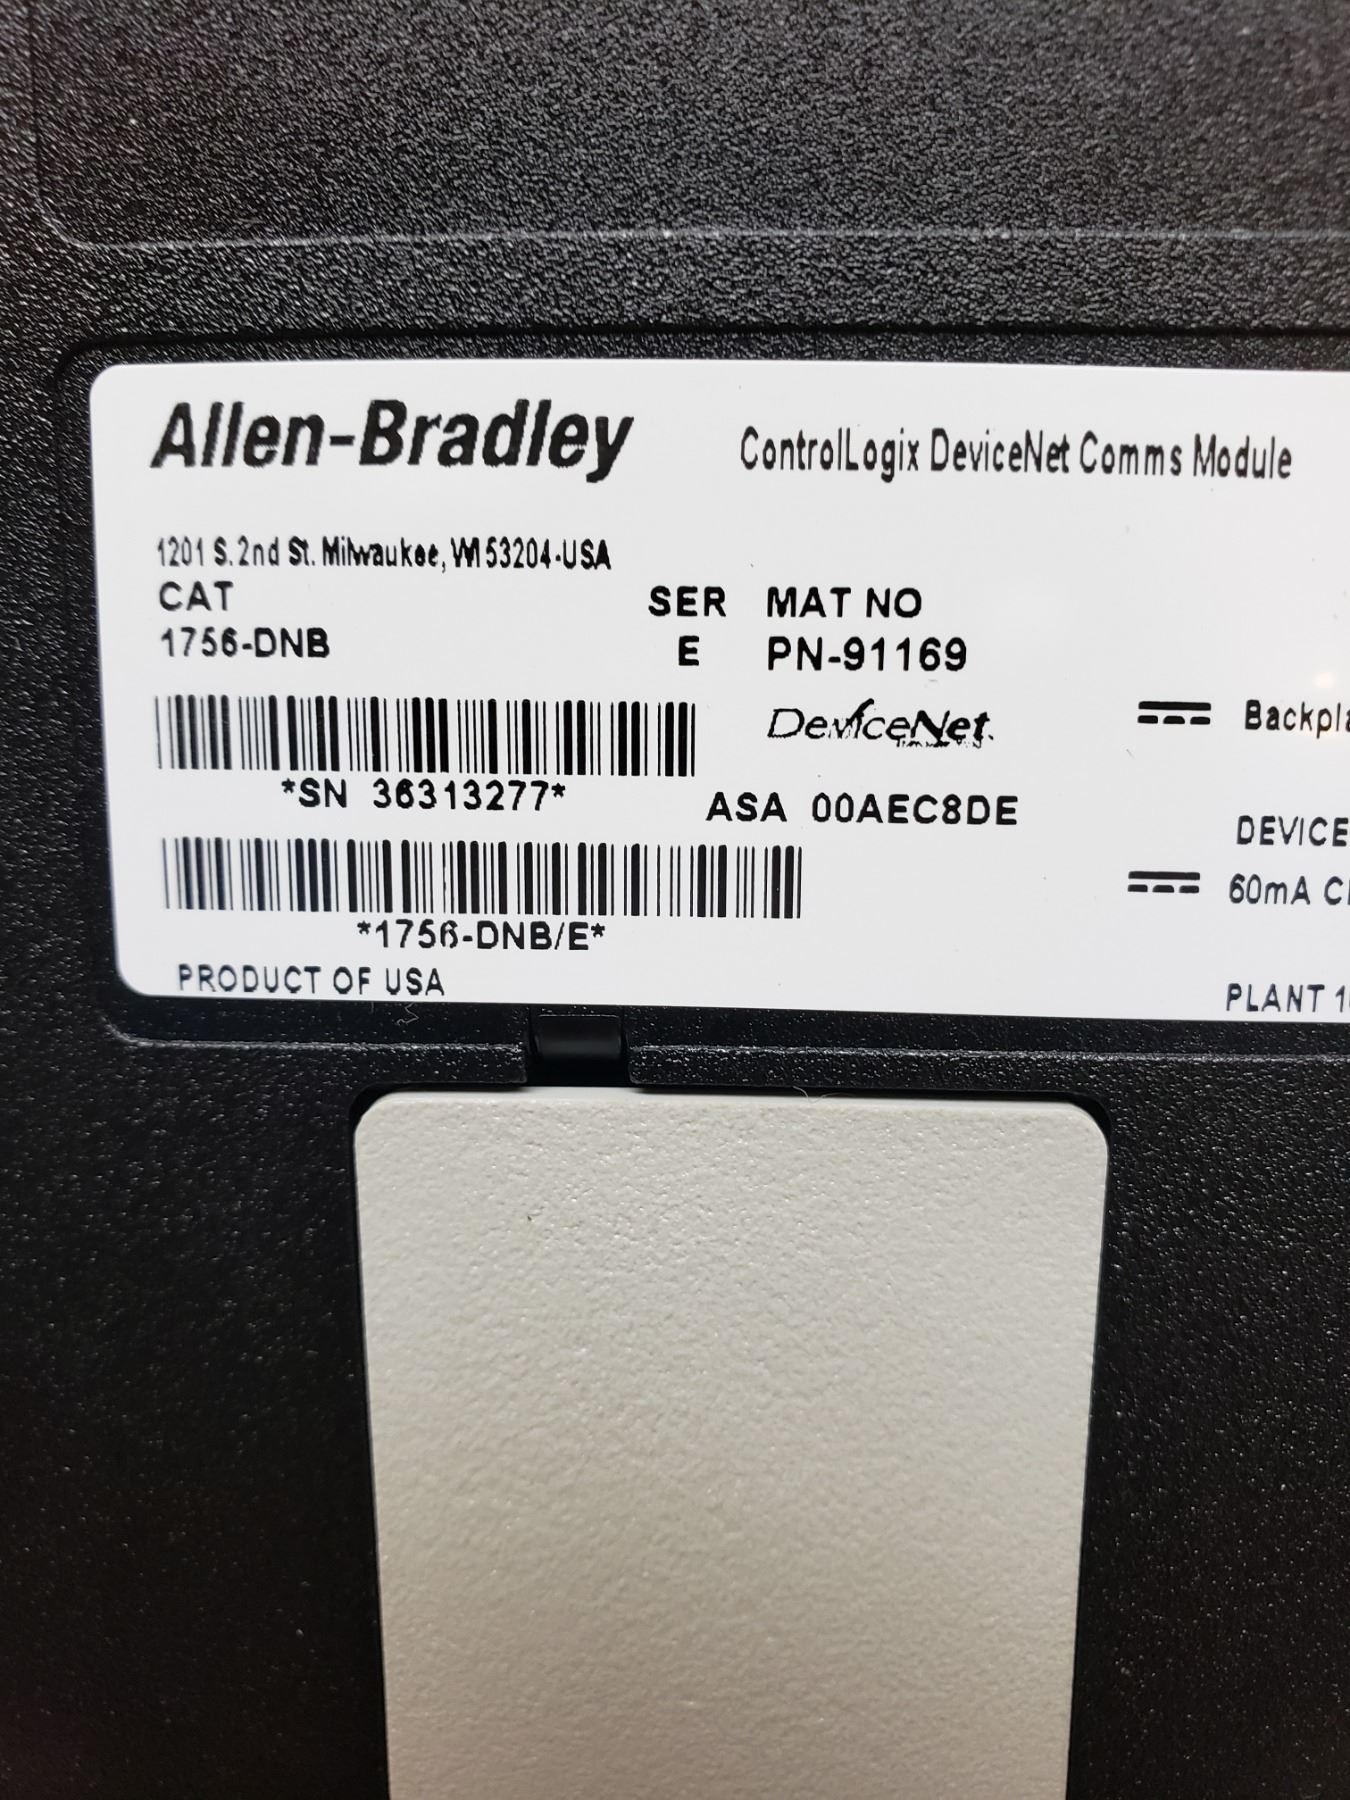 Allen-Bradley
ControlLogix DeviceNet Comms Module
1201 S. 2nd St. Milwaukee, WI 53204-USA
CAT SER MAT NO
1756-DNB E PN-91169
DeviceNet.
Backpla
*SN 36313277*
ASA 00AEC8DE
DEVICE
60mA
*1756-DNB/E*
PRODUCT OF USA
PLANT